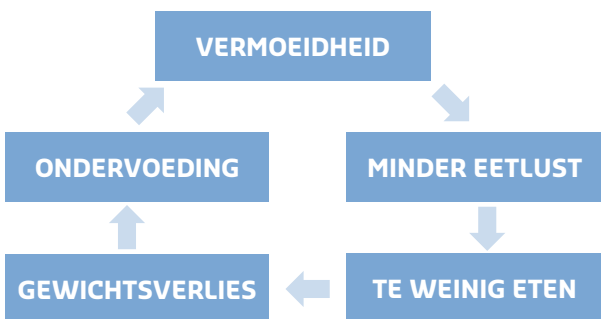 VERMOEIDHEID
MINDER EETLUST
TE WEINIG ETEN
GEWICHTSVERLIES
ONDERVOEDING